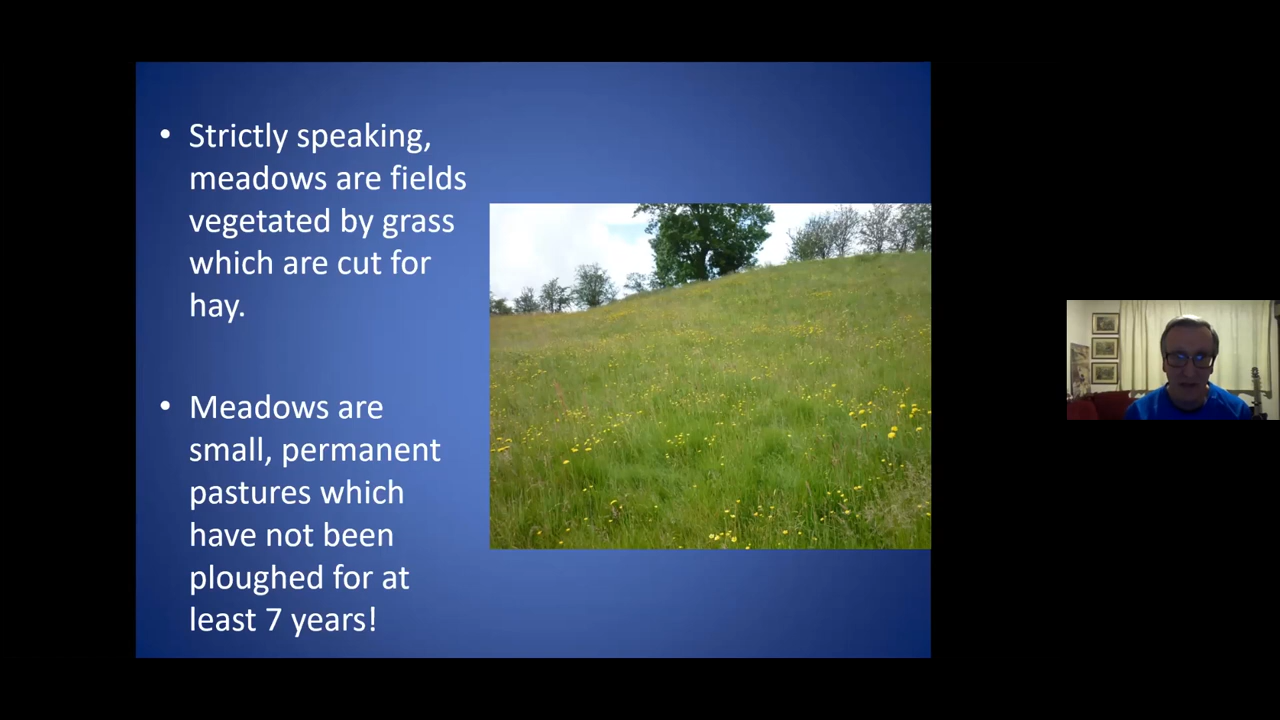 • Strictly speaking,
meadows are fields
vegetated by grass
which are cut for
hay.
• Meadows are
small, permanent
pastures which
have not been
ploughed for at
least 7 years!